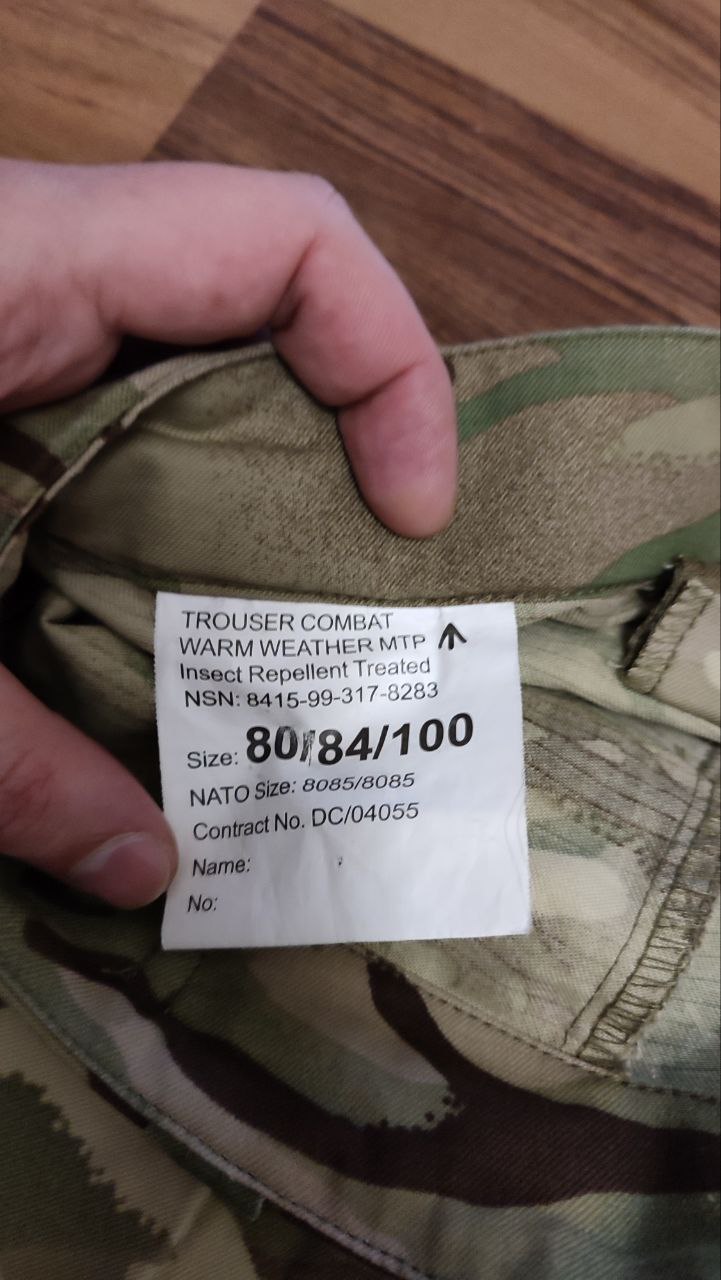 TROUSER COMBAT
WARM WEATHER MTP
Insect Repellent Treated
NSN: 8415-99-317-8283
Size: 80/84/100
NATO Size: 8085/8085
Contract No. DC/04055
Name:
No: